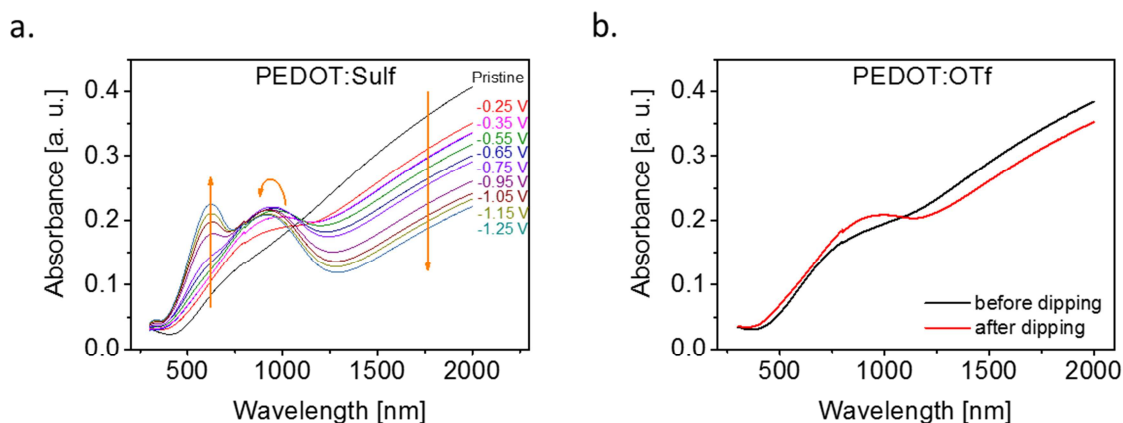 a.
PEDOT:Sulf
Pristine
-0.25 V
-0.35 V
-0.55 V
-0.65 V
-0.75 V
-0.95 V
-1.05 V
-1.15 V
-1.25 V
0.4
0.3
0.2
0.1
0.0
Absorbance [a. u.]
500 1000 1500 2000
Wavelength [nm]
b.
PEDOT:OTf
0.4
0.3
0.2
0.1
0.0
Absorbance [a. u.]
before dipping
after dipping
500 1000 1500 2000
Wavelength [nm]